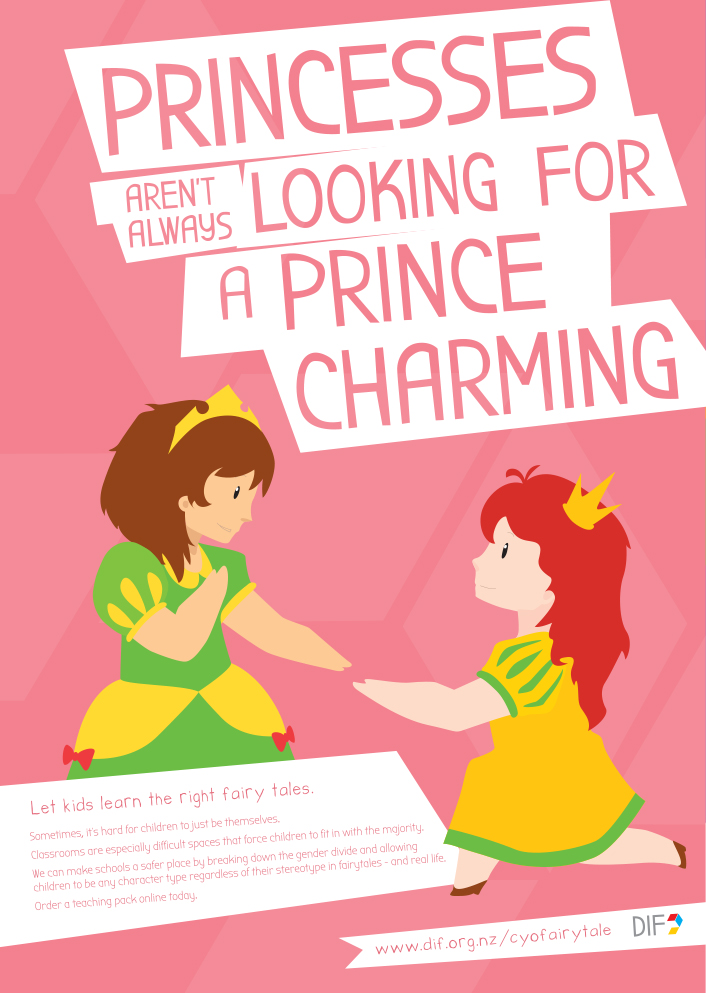 PRINCESSES
AREN'T
ALWAYS
LOOKING FOR
A PRINCE
CHARMING
Let kids learn the right fairy tales.
Sometimes, it's hard for children to just be themselves.
Classrooms are especially difficult spaces that force children to fit in with the majority.
We can make schools a safer place by breaking down the gender divide and allowing
children to be any character type regardless of their stereotype in fairytales - and real life.
Order a teaching pack online today.
www.dif.org.nz/cyofairytale
DIF